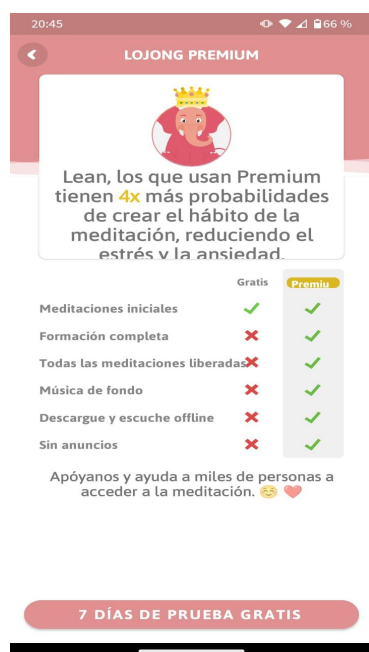 20:45
66 %
LOJONG PREMIUM
Lean, los que usan Premium
tienen 4x más probabilidades
de crear el hábito de la
meditación, reduciendo el
estrés y la ansiedad.
Gratis Premiu
Meditaciones iniciales
Formación completa
Todas las meditaciones liberadas
Música de fondo
Descargue y escuche offline
Sin anuncios
Apóyanos y ayuda a miles de personas a
acceder a la meditación. 😊 ❤️
7 DÍAS DE PRUEBA GRATIS